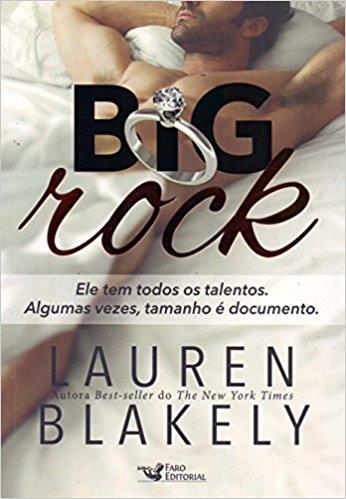 BIG
rock
Ele tem todos os talentos.
Algumas vezes, tamanho é documento.
LAUREN
Autora Best-seller do The New York Times
BLAKELY
FARO
EDITORIAL